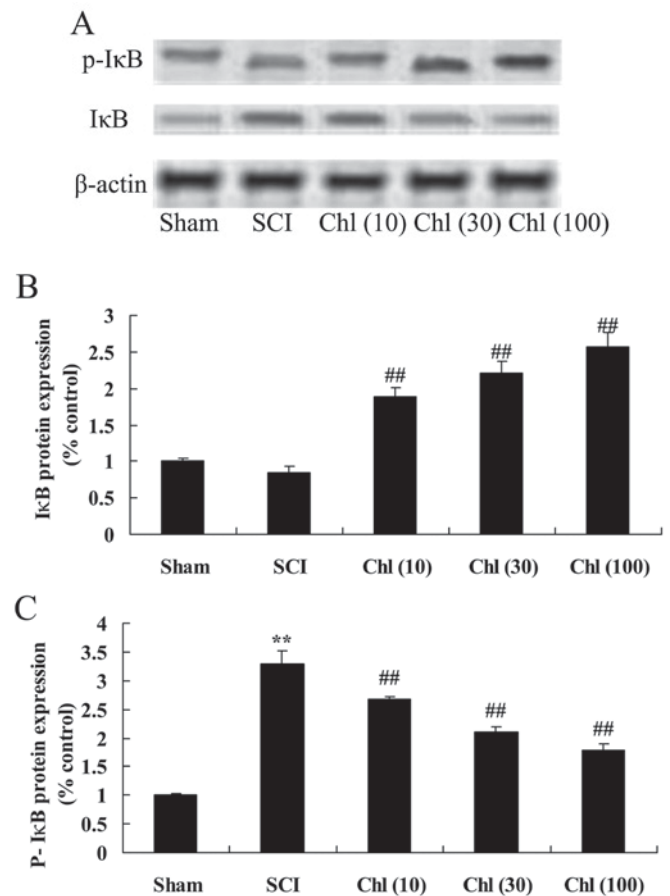 A
p-IκB
IκB
β-actin
Sham SCI Chl (10) Chl (30) Chl (100)
B
IκB protein expression
(% control)
3
2.5
2
1.5
1
0.5
0
##
##
##
Sham SCI Chl (10) Chl (30) Chl (100)
C
P- IκB protein expression
(% control)
4
3.5
3
2.5
2
1.5
1
0.5
0
**
##
##
##
Sham SCI Chl (10) Chl (30) Chl (100)